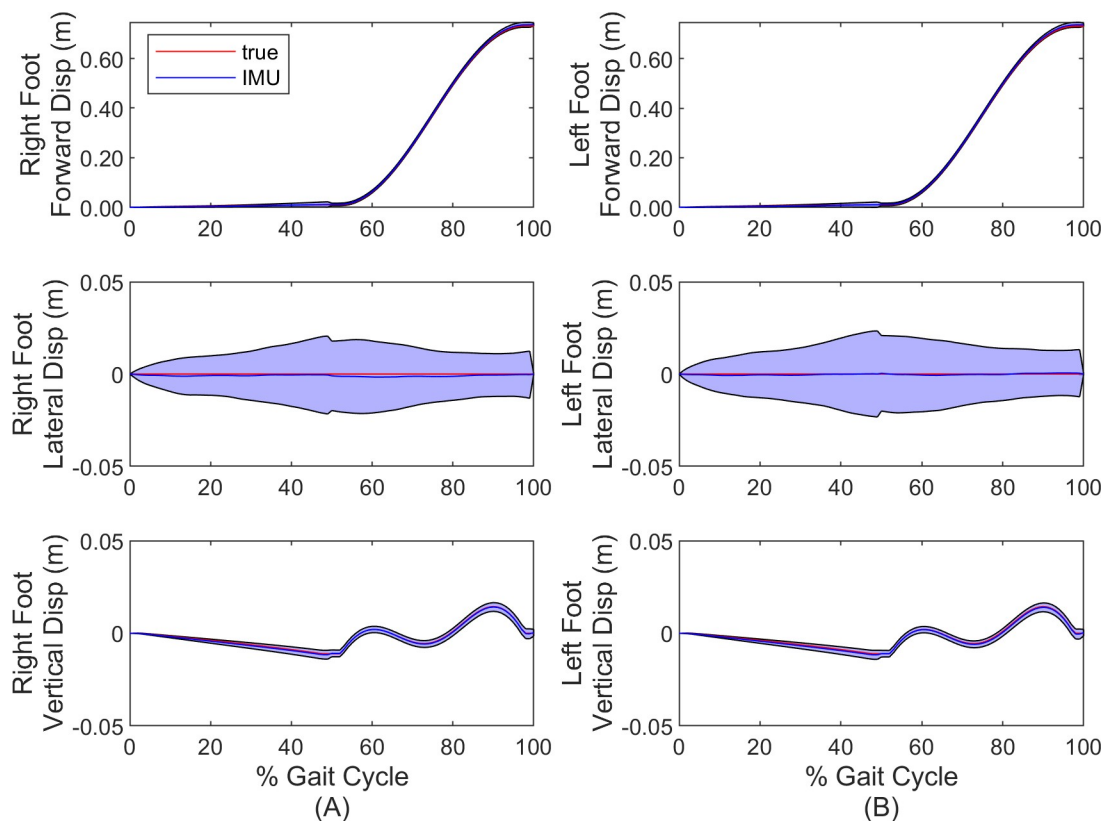 Right Foot
Forward Disp (m)
0.60
0.40
0.20
0.00
true
IMU
0 20 40 60 80 100
Left Foot
Forward Disp (m)
0.60
0.40
0.20
0.00
0 20 40 60 80 100
Right Foot
Lateral Disp (m)
0.05
0
-0.05
0 20 40 60 80 100
Left Foot
Lateral Disp (m)
0.05
0
-0.05
0 20 40 60 80 100
Right Foot
Vertical Disp (m)
0.05
0
-0.05
0 20 40 60 80 100
% Gait Cycle
(A)
Left Foot
Vertical Disp (m)
0.05
0
-0.05
0 20 40 60 80 100
% Gait Cycle
(B)